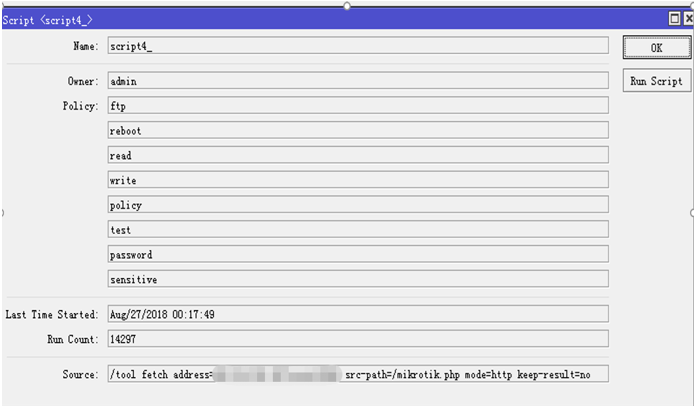 Script <script4_>
Name: script4_
OK
Owner: admin
Run Script
Policy: ftp
reboot
read
write
policy
test
password
sensitive
Last Time Started: Aug/27/2018 00:17:49
Run Count: 14297
Source: /tool fetch address= src-path=/mikrotik.php mode=http keep-result=no